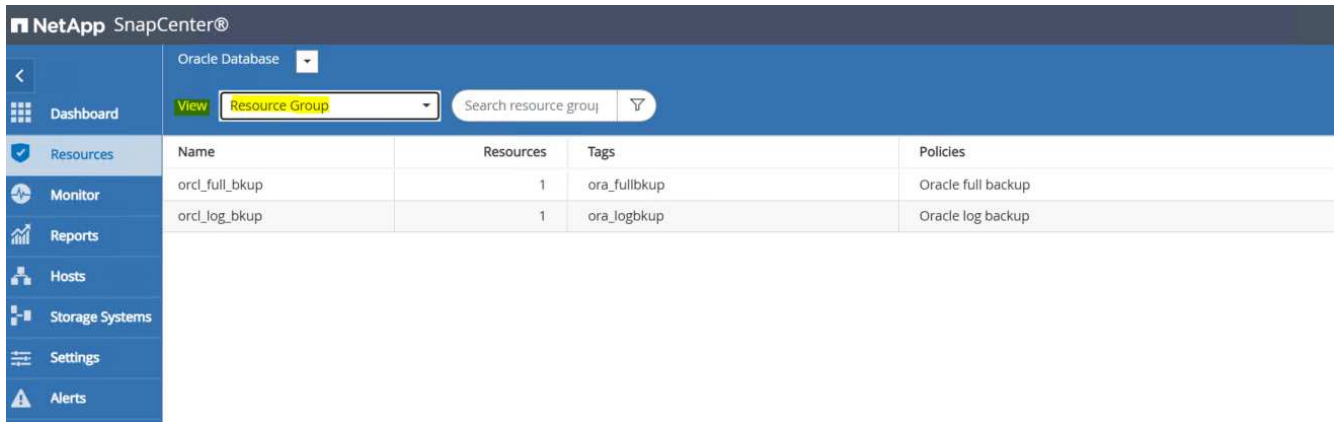 NetApp SnapCenter®
Oracle Database
View Resource Group Search resource grou
Dashboard
Resources
Monitor
Reports
Hosts
Storage Systems
Settings
Alerts
Name Resources Tags Policies
orcl_full_bkup 1 ora_fullbkup Oracle full backup
orcl_log_bkup 1 ora_logbkup Oracle log backup